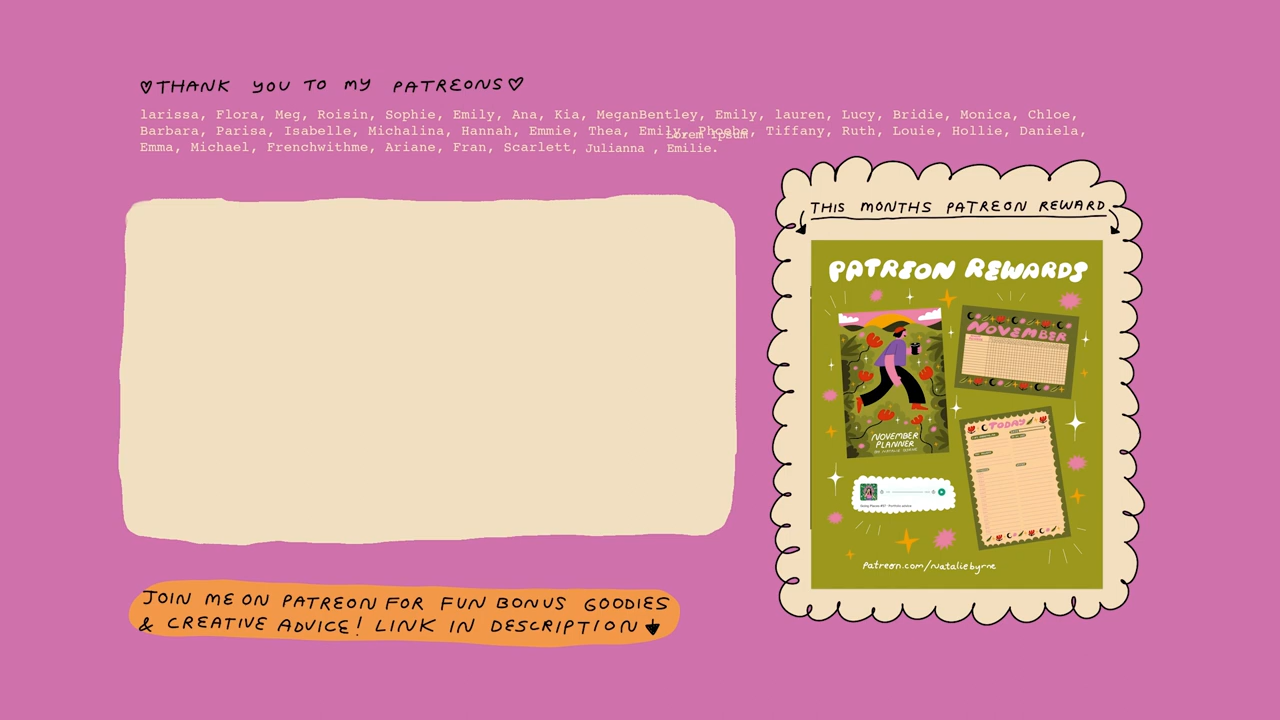 ♡THANK YOU TO MY PATREONS♡
larissa, Flora, Meg, Roisin, Sophie, Emily, Ana, Kia, MeganBentley, Emily, lauren, Lucy, Bridie, Monica, Chloe,
Barbara, Parisa, Isabelle, Michalina, Hannah, Emmie, Thea, Emily, Phoebe, Tiffany, Ruth, Louie, Hollie, Daniela,
Lorem Ipsum
Emma, Michael, Frenchwithme, Ariane, Fran, Scarlett, Julianna , Emilie.
THIS MONTHS PATREON REWARD
PATREON REWARDS
NOVEMBER
TODAY
NOVEMBER
PLANNER
patreon.com/nataliebyrne
JOIN ME ON PATREON FOR FUN BONUS GOODIES
& CREATIVE ADVICE! LINK IN DESCRIPTION